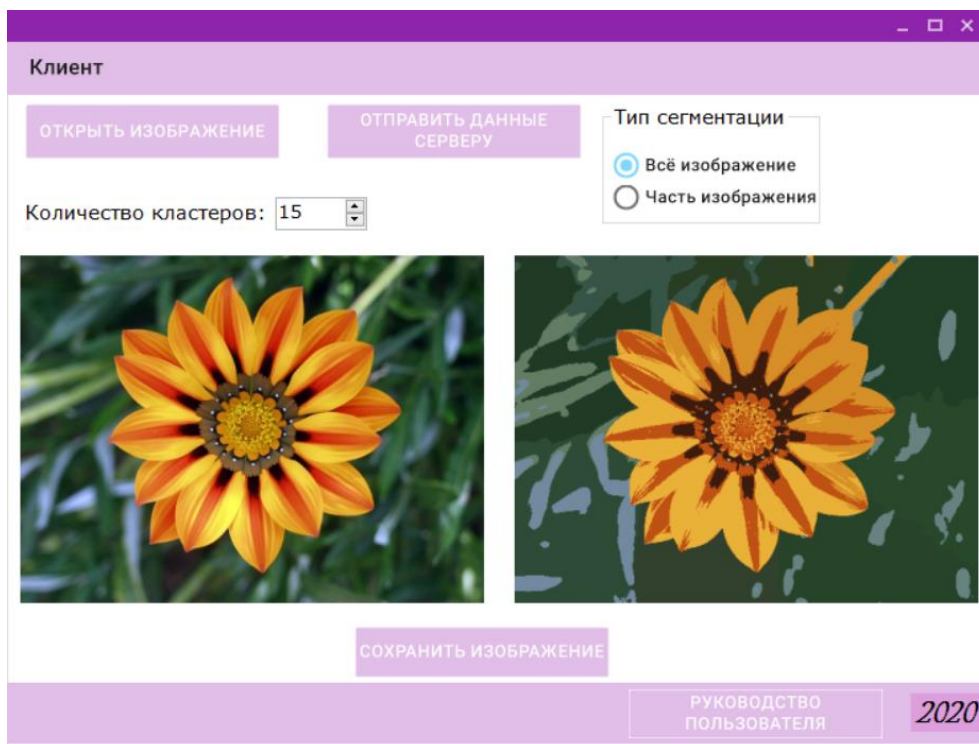 Клиент
ОТКРЫТЬ ИЗОБРАЖЕНИЕ
ОТПРАВИТЬ ДАННЫЕ
СЕРВЕРУ
Тип сегментации
Всё изображение
Часть изображения
Количество кластеров: 15
СОХРАНИТЬ ИЗОБРАЖЕНИЕ
РУКОВОДСТВО
ПОЛЬЗОВАТЕЛЯ
2020